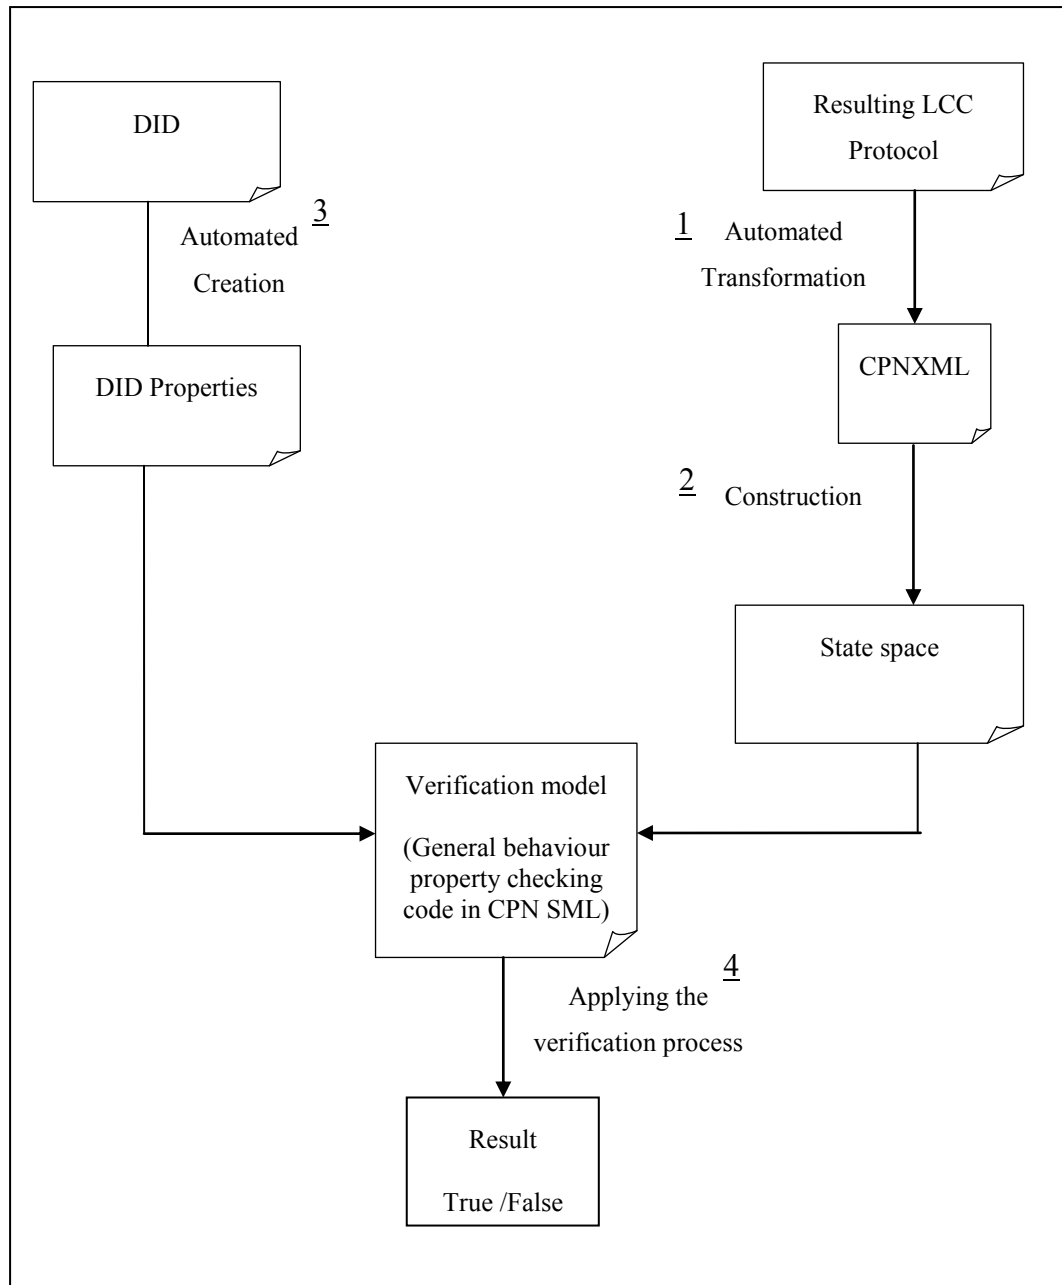 DID
Resulting LCC
Protocol
3
Automated
Creation
1
Automated
Transformation
DID Properties
CPNXML
2
Construction
State space
Verification model
(General behaviour
property checking
code in CPN SML)
4
Applying the
verification process
Result
True /False